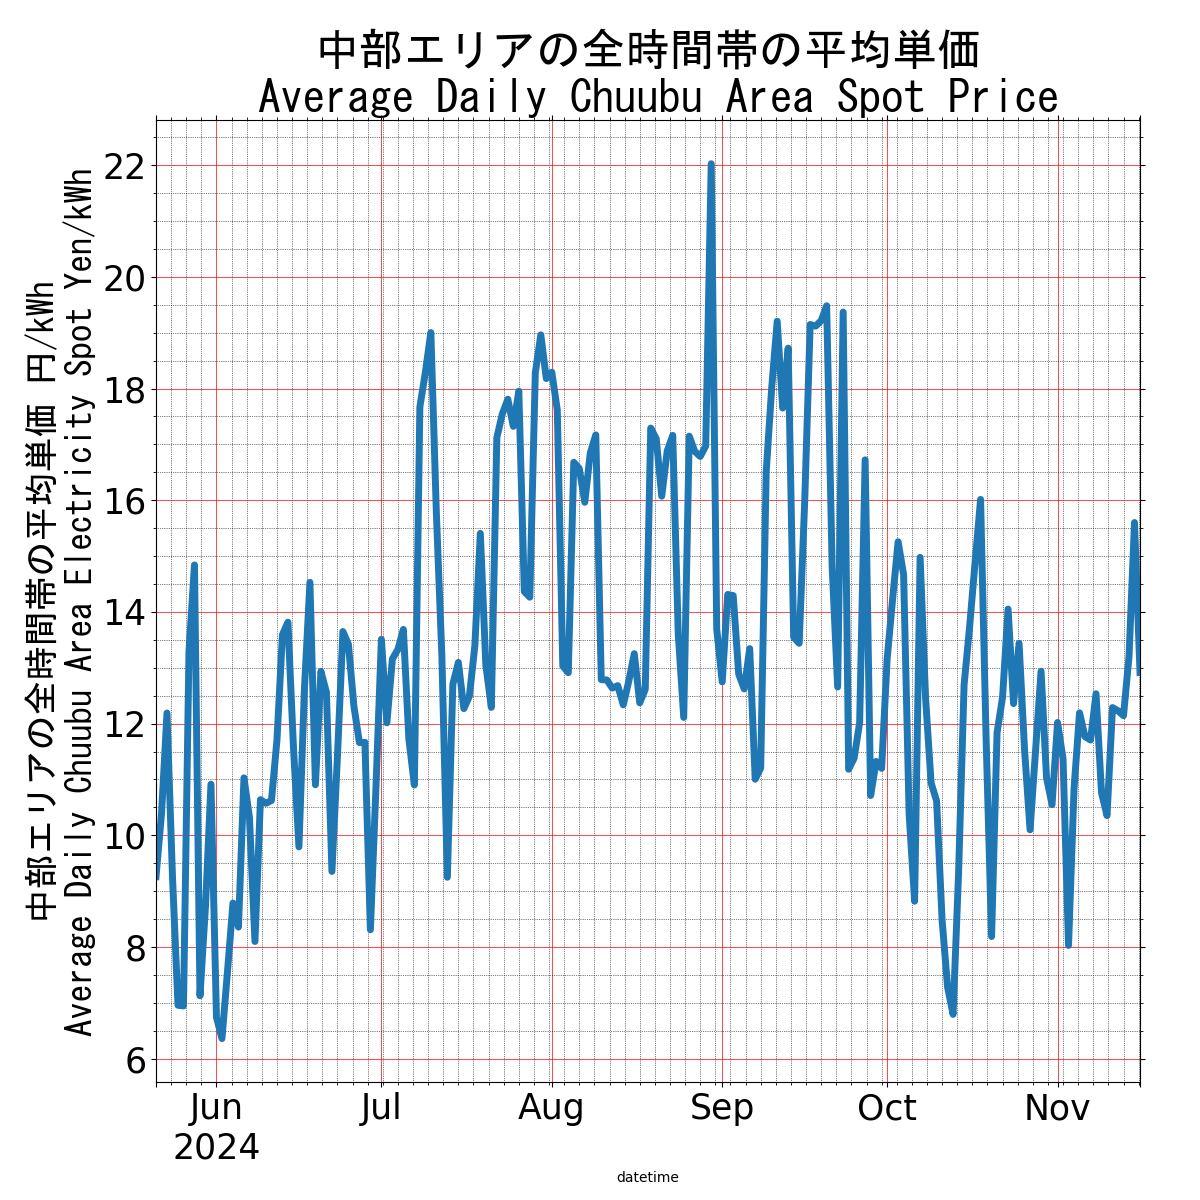 中部エリアの全時間帯の平均単価
Average Daily Chuubu Area Spot Price
中部エリアの全時間帯の平均単価 円/kWh
Average Daily Chuubu Area Electricity Spot Yen/kWh
22
20
18
16
14
12
10
8
6
Jun Jul Aug Sep Oct Nov
2024
datetime